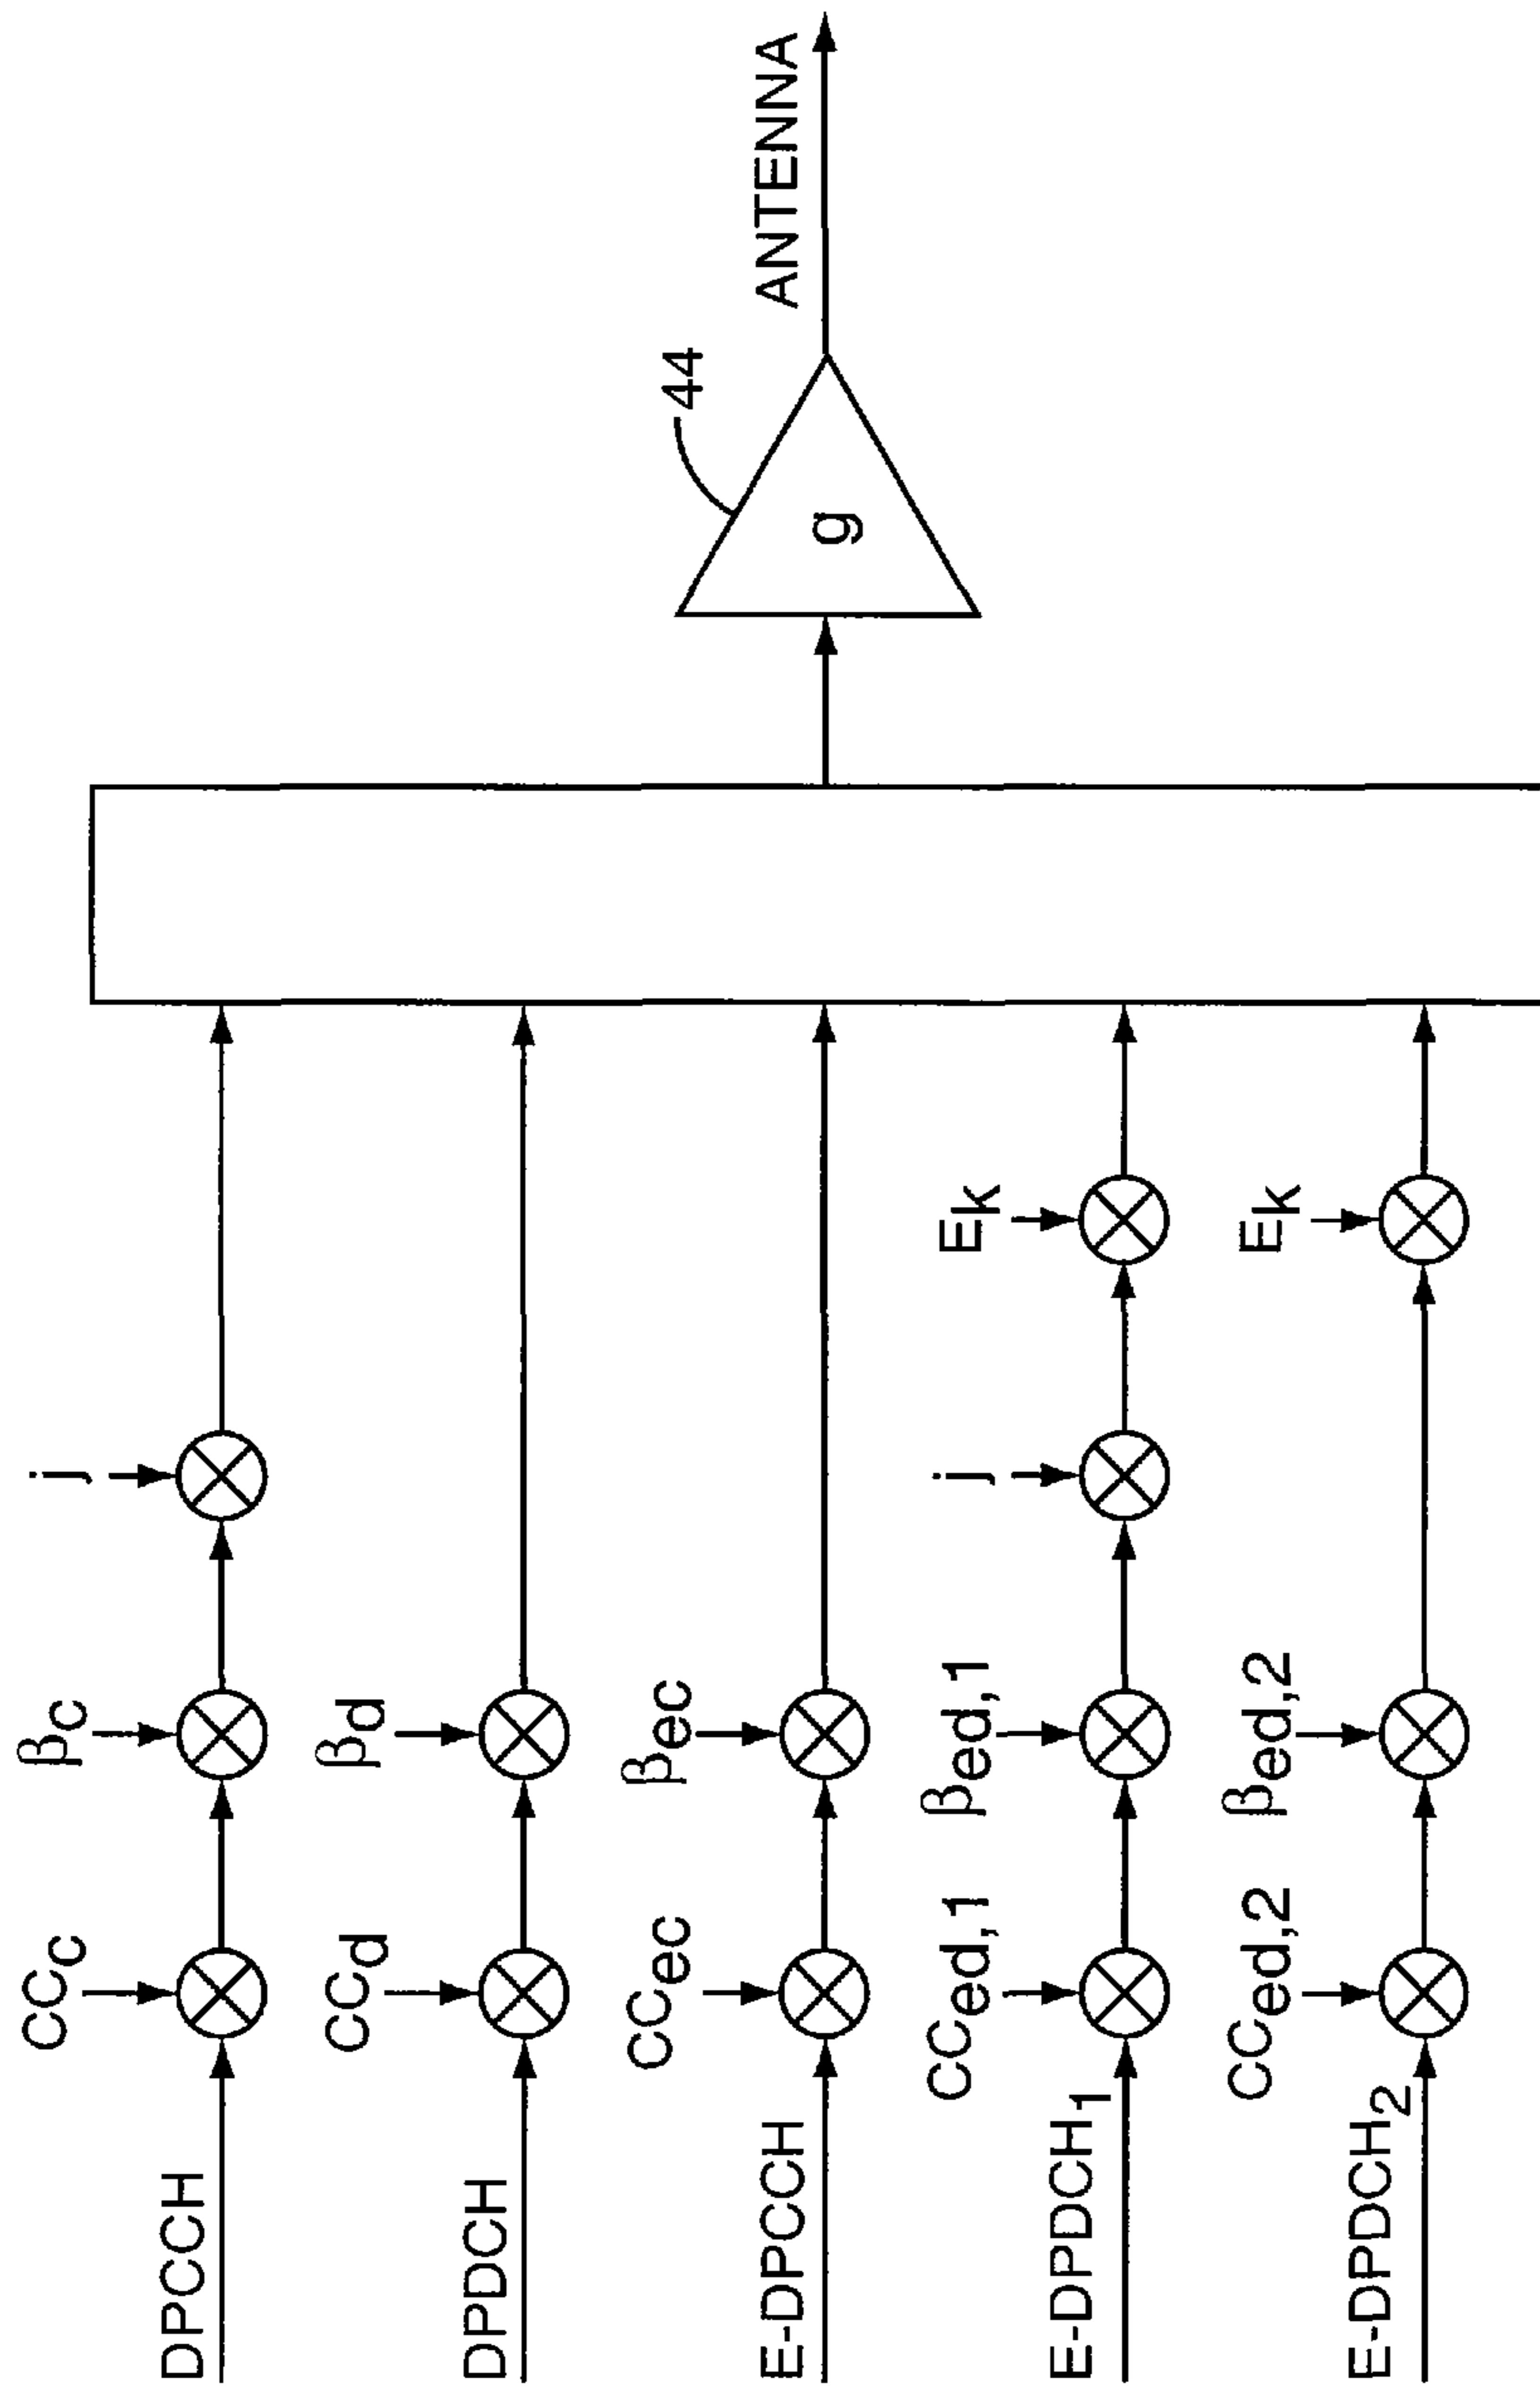 DPCCH
CCc
βc
j
DPDCH
CCd
βd
E-DPCCH
CCec
βec
E-DPDCH1
CCed,1
βed,1
j
Ek
E-DPDCH2
CCed,2
βed,2
Ek
g
44
ANTENNA